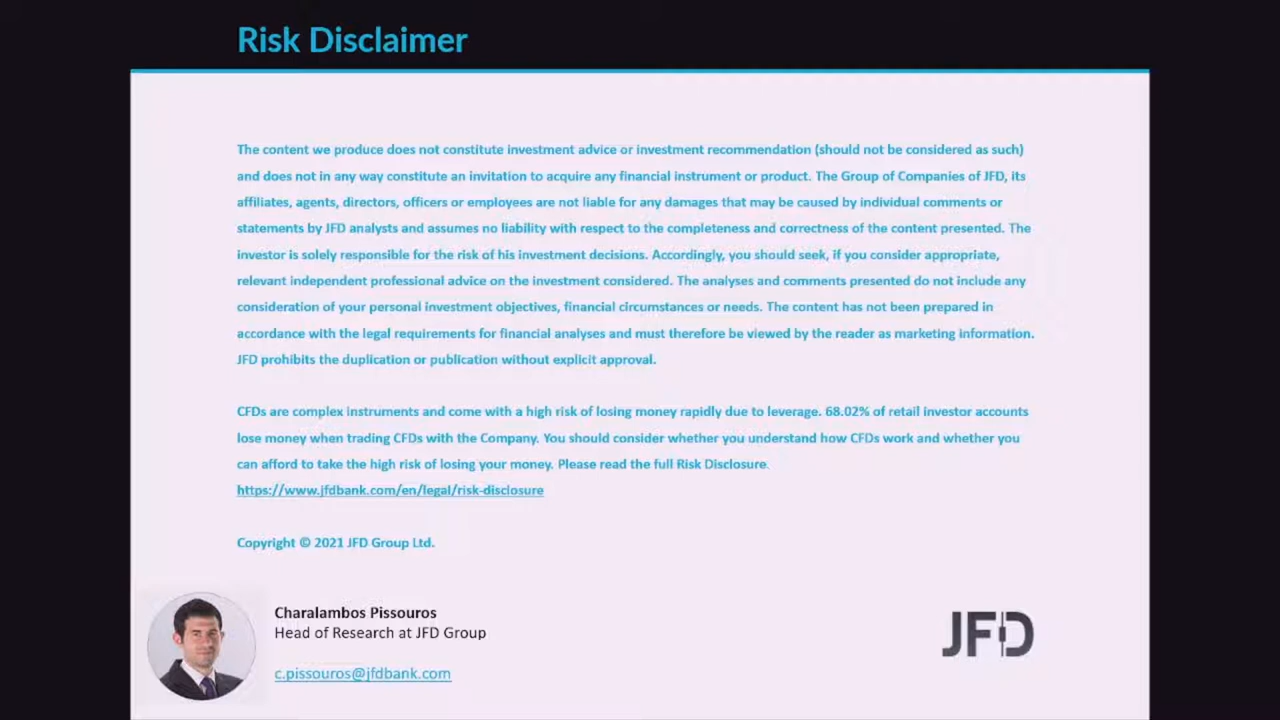 Risk Disclaimer
The content we produce does not constitute investment advice or investment recommendation (should not be considered as such)
and does not in any way constitute an invitation to acquire any financial instrument or product. The Group of Companies of JFD, its
affiliates, agents, directors, officers or employees are not liable for any damages that may be caused by individual comments or
statements by JFD analysts and assumes no liability with respect to the completeness and correctness of the content presented. The
investor is solely responsible for the risk of his investment decisions. Accordingly, you should seek, if you consider appropriate,
relevant independent professional advice on the investment considered. The analyses and comments presented do not include any
consideration of your personal investment objectives, financial circumstances or needs. The content has not been prepared in
accordance with the legal requirements for financial analyses and must therefore be viewed by the reader as marketing information.
JFD prohibits the duplication or publication without explicit approval.
CFDs are complex instruments and come with a high risk of losing money rapidly due to leverage. 68.02% of retail investor accounts
lose money when trading CFDs with the Company. You should consider whether you understand how CFDs work and whether you
can afford to take the high risk of losing your money. Please read the full Risk Disclosure.
https://www.jfdbank.com/en/legal/risk-disclosure
Copyright © 2021 JFD Group Ltd.
Charalambos Pissouros
Head of Research at JFD Group
c.pissouros@jfdbank.com
JFD